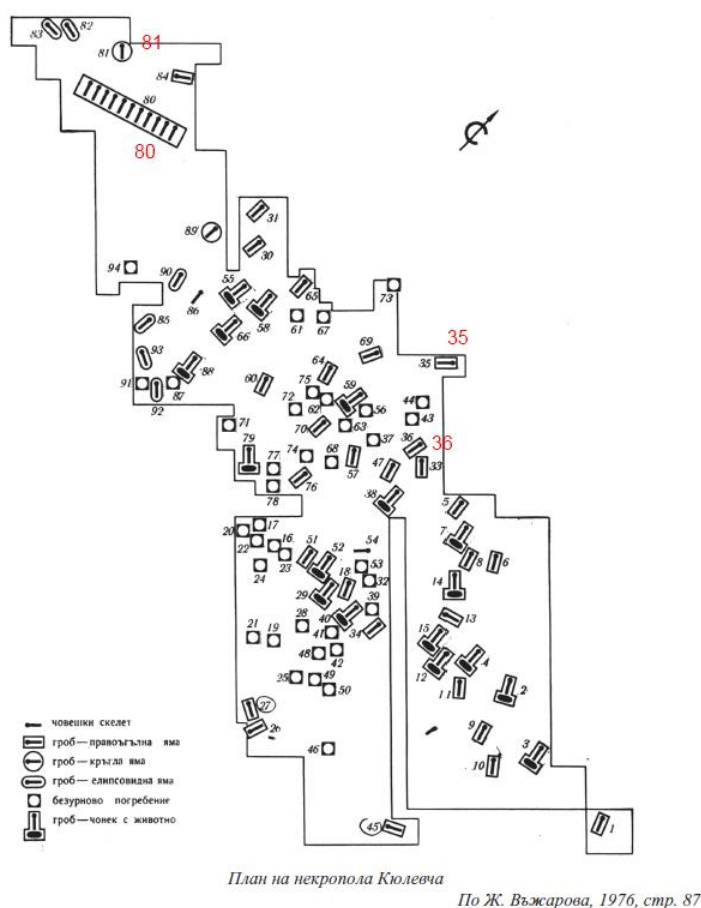 83 82
81 81
84
80
80
31
89
30
94
90 55 65
86 58
61 67 73
85 66
93 69 35
64 35
91 88 60 75 59 44
87 72 62 56
92 43
71 70 63 37 36 36
79 74 68 57 47 33
77
78 76
38 5
17
20 16 51 52 54 7
22 23 53 8 6
24 18 32 14
29 39
28 40 13
21 19 41 34 15
48 42 12 4
25 49 11 2
50
27 9
26
46 3
10
45 1
човешки скелет
гроб—правоъгълна яма
гроб—кръгла яма
гроб—елипсовидна яма
безурново погребение
гроб—човек с животно
План на некропола Кюлевча
По Ж. Въжарова, 1976, стр. 87